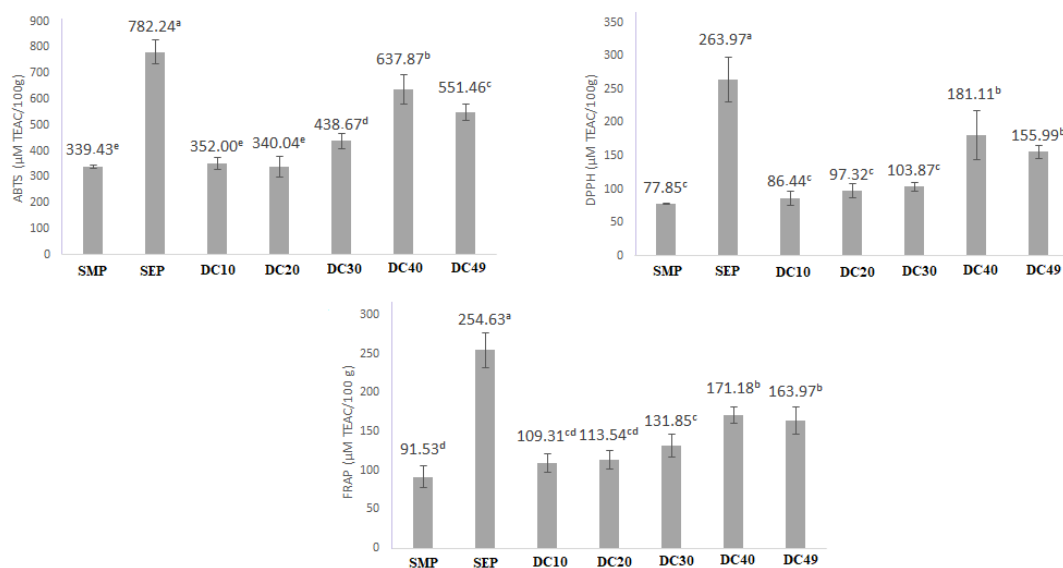 ABTS (µM TEAC/100g)
900
800
700
600
500
400
300
200
100
0
339.43ᵉ
782.24ᵃ
352.00ᵉ
340.04ᵉ
438.67ᵈ
637.87ᵇ
551.46ᶜ
SMP SEP DC10 DC20 DC30 DC40 DC49
DPPH (µM TEAC/100g)
350
300
250
200
150
100
50
0
77.85ᶜ
263.97ᵃ
86.44ᶜ
97.32ᶜ
103.87ᶜ
181.11ᵇ
155.99ᵇ
SMP SEP DC10 DC20 DC30 DC40 DC49
FRAP (µM TEAC/100 g)
300
250
200
150
100
50
0
91.53ᵈ
254.63ᵃ
109.31ᶜᵈ
113.54ᶜᵈ
131.85ᶜ
171.18ᵇ
163.97ᵇ
SMP SEP DC10 DC20 DC30 DC40 DC49